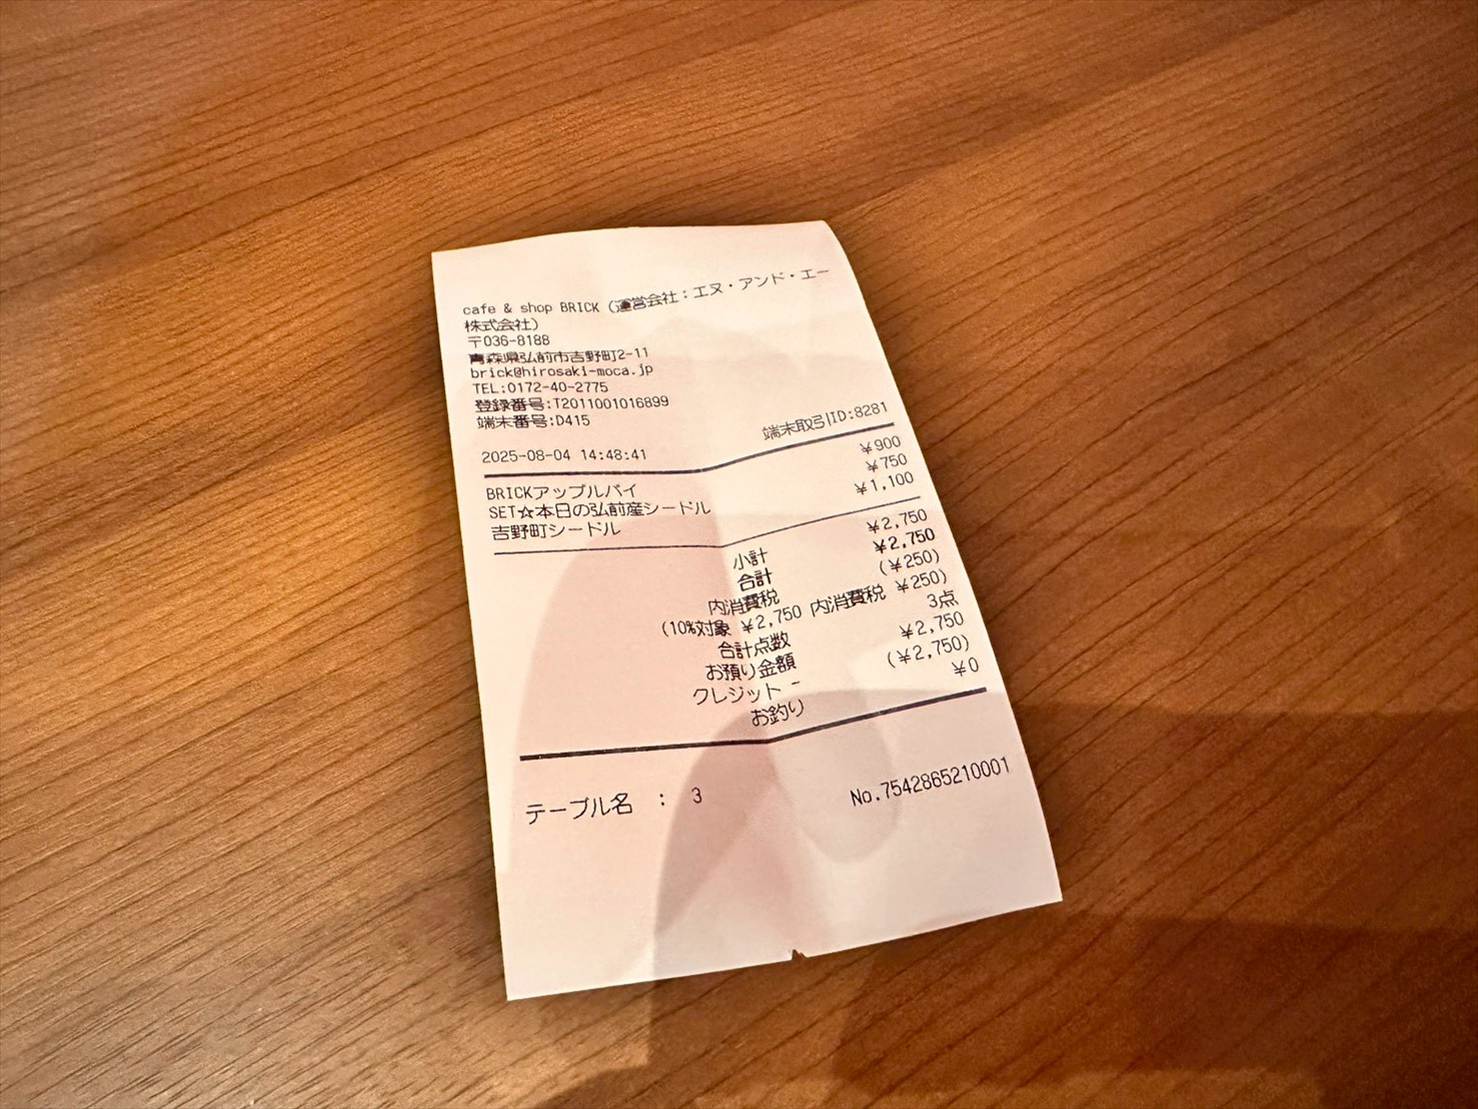 cafe & shop BRICK (運営会社：エヌ・アンド・エー
株式会社)
〒036-8188
青森県弘前市吉野町2-11
brick@hirosaki-moca.jp
TEL:0172-40-2775
登録番号:T2011001016899
端末番号:D415
端末取引ID:8281
2025-08-04 14:48:41
BRICKアップルパイ ¥900
SET☆本日の弘前産シードル ¥750
吉野町シードル ¥1,100
小計 ¥2,750
合計 ¥2,750
内消費税 (¥250)
(10%対象 ¥2,750 内消費税 ¥250)
合計点数 3点
お預り金額 ¥2,750
クレジット (¥2,750)
お釣り ¥0
テーブル名 : 3
No.7542865210001